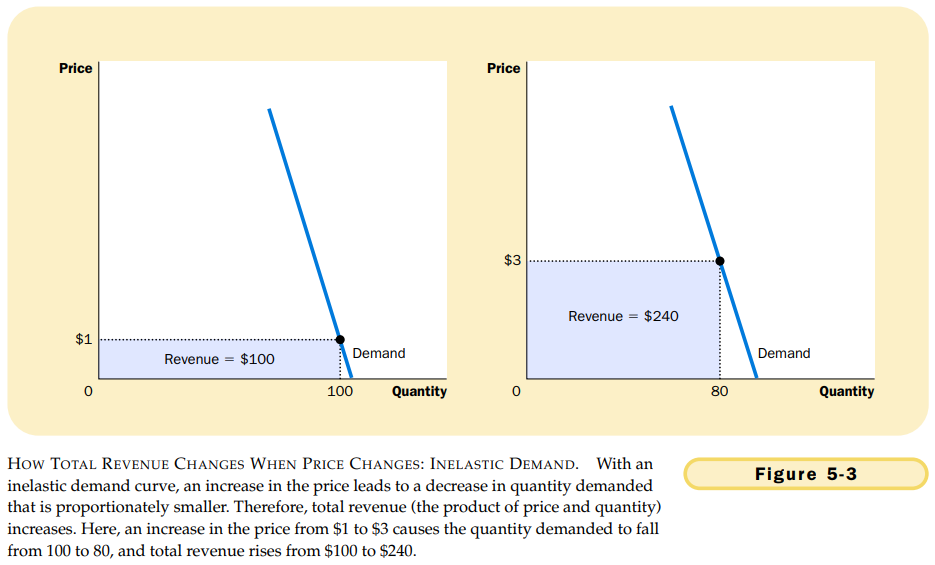 Price
$1
Revenue = $100
Demand
0
100
Quantity
Price
$3
Revenue = $240
Demand
0
80
Quantity
HOW TOTAL REVENUE CHANGES WHEN PRICE CHANGES: INELASTIC DEMAND. With an
inelastic demand curve, an increase in the price leads to a decrease in quantity demanded
that is proportionately smaller. Therefore, total revenue (the product of price and quantity)
increases. Here, an increase in the price from $1 to $3 causes the quantity demanded to fall
from 100 to 80, and total revenue rises from $100 to $240.
Figure 5-3